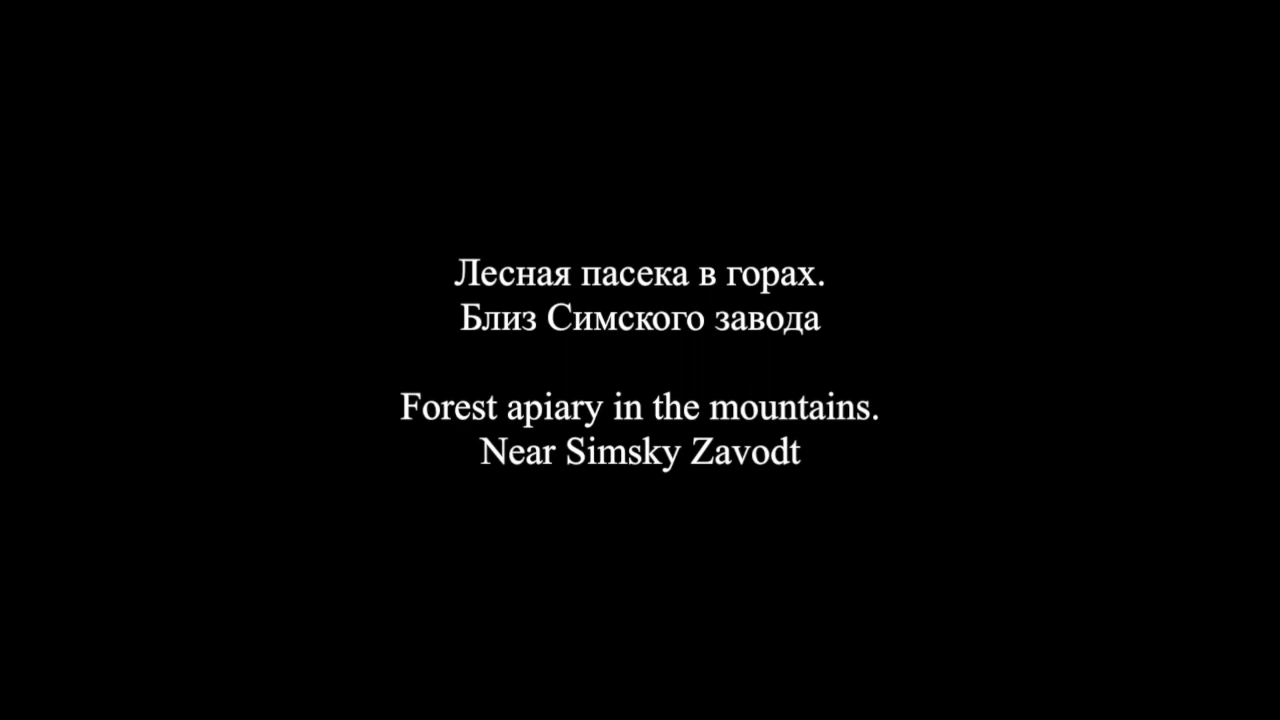 Лесная пасека в горах.
Близ Симского завода
Forest apiary in the mountains.
Near Simsky Zavodt